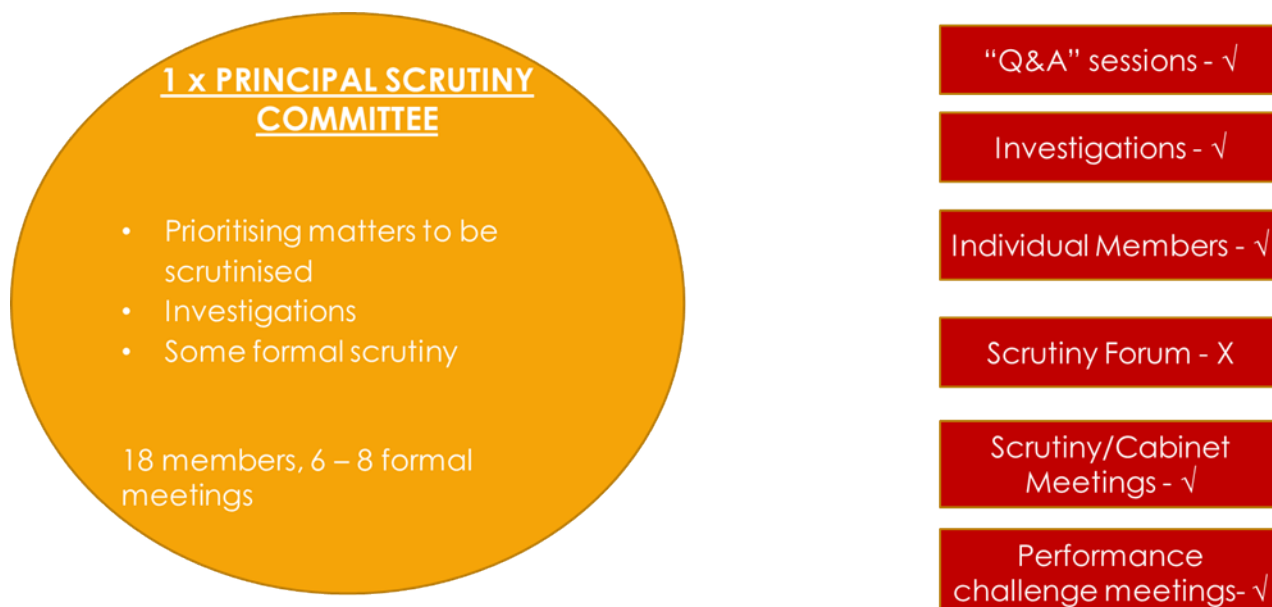 1 x PRINCIPAL SCRUTINY
COMMITTEE
• Prioritising matters to be
scrutinised
• Investigations
• Some formal scrutiny
18 members, 6 – 8 formal
meetings
“Q&A” sessions - √
Investigations - √
Individual Members - √
Scrutiny Forum - X
Scrutiny/Cabinet
Meetings - √
Performance
challenge meetings- √